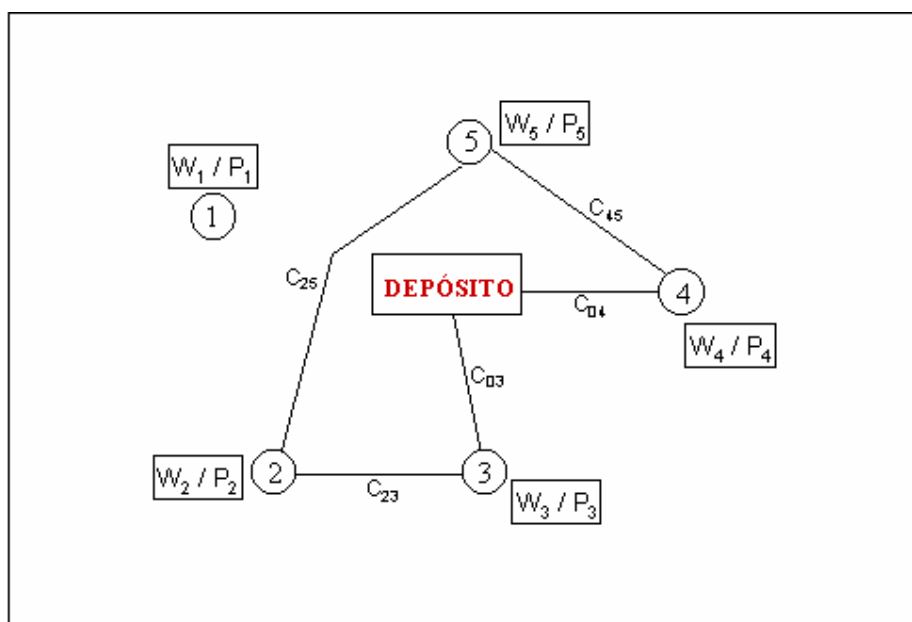 5
W₅ / P₅
W₁ / P₁
1
C₄₅
C₂₅
DEPÓSITO
4
C₀₄
W₄ / P₄
C₀₃
W₂ / P₂
2
C₂₃
3
W₃ / P₃